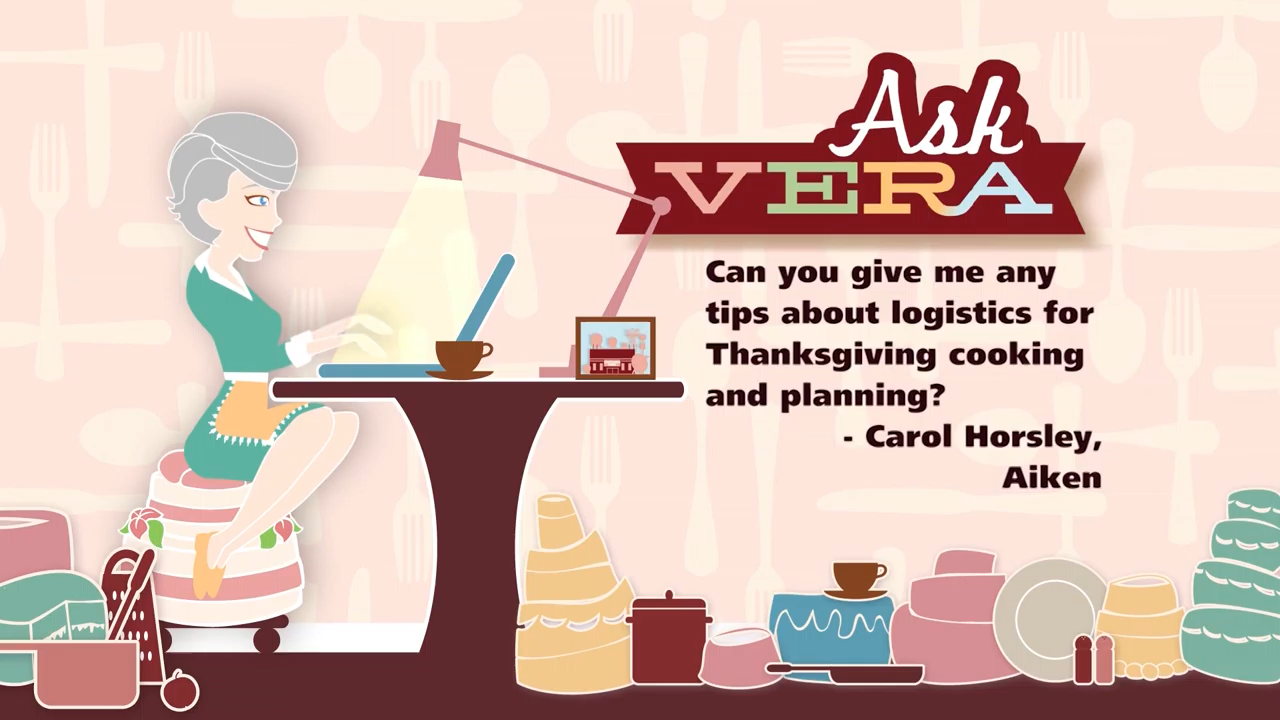 Ask
VERA
Can you give me any
tips about logistics for
Thanksgiving cooking
and planning?
- Carol Horsley,
Aiken